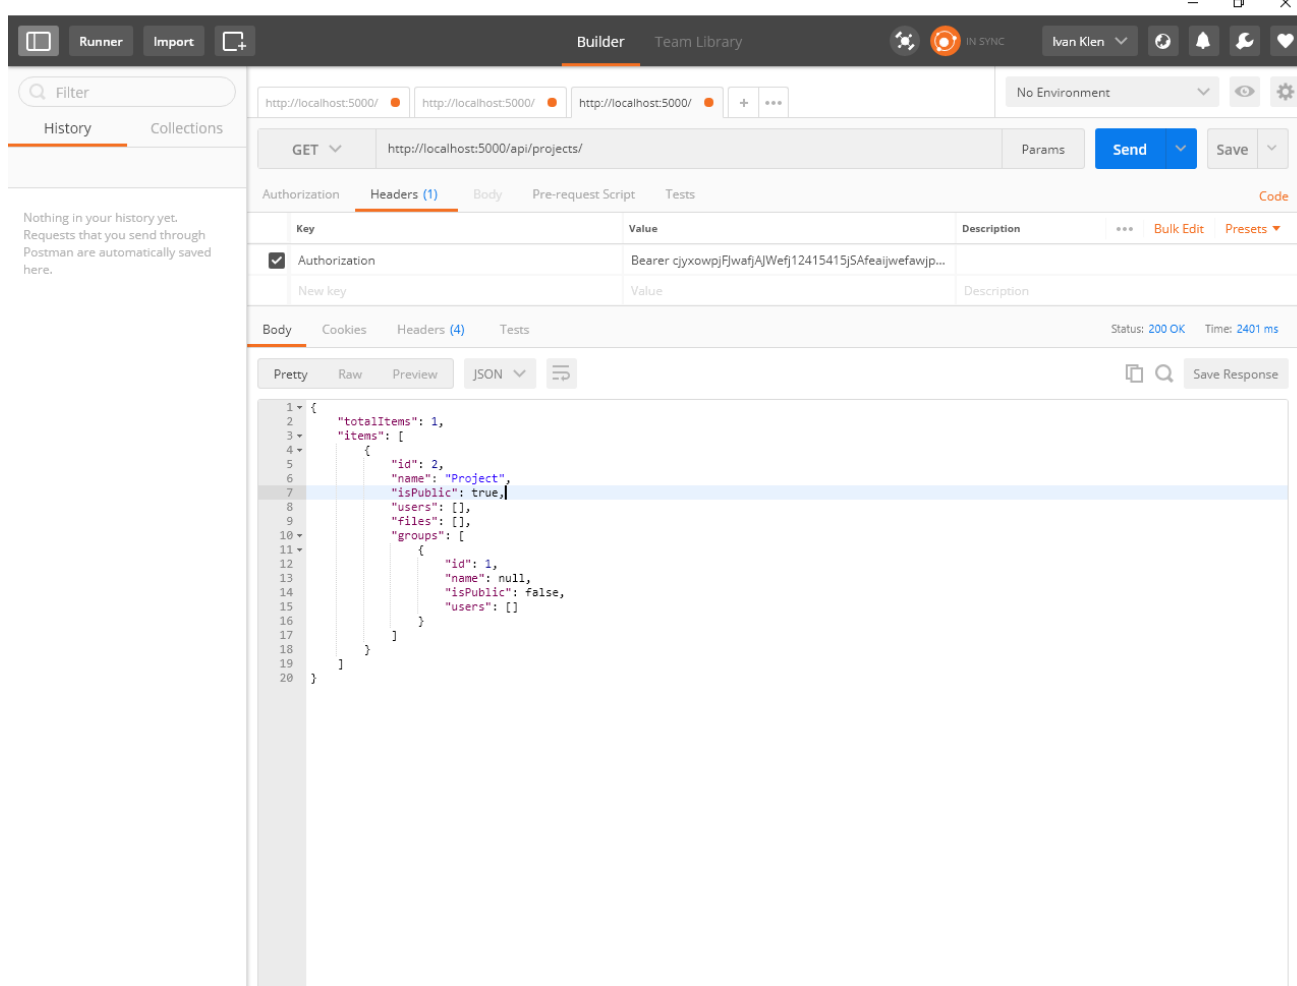 Runner Import Builder Team Library IN SYNC Ivan Klen
Filter
History Collections
Nothing in your history yet.
Requests that you send through
Postman are automatically saved
here.
http://localhost:5000/ http://localhost:5000/ http://localhost:5000/ + ••• No Environment
GET http://localhost:5000/api/projects/ Params Send Save
Authorization Headers (1) Body Pre-request Script Tests Code
Key Value Description ••• Bulk Edit Presets
Authorization Bearer cjyxowpjFJwafjAJWefj12415415jSAfeaijwefawjp...
New key Value Description
Body Cookies Headers (4) Tests Status: 200 OK Time: 2401 ms
Pretty Raw Preview JSON Save Response
1 {
2 "totalItems": 1,
3 "items": [
4 {
5 "id": 2,
6 "name": "Project",
7 "isPublic": true,
8 "users": [],
9 "files": [],
10 "groups": [
11 {
12 "id": 1,
13 "name": null,
14 "isPublic": false,
15 "users": []
16 }
17 ]
18 }
19 ]
20 }